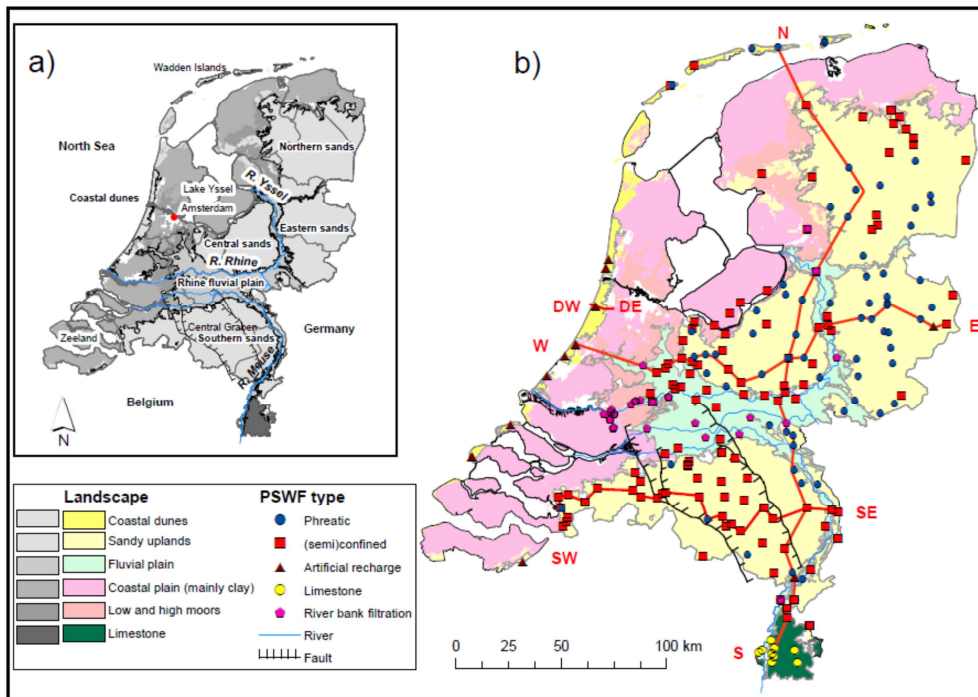 a)
Wadden Islands
North Sea
Northern sands
R. Yssel
Coastal dunes
Lake Yssel
Amsterdam
Eastern sands
Central sands
R. Rhine
Rhine fluvial plain
Central Graben
Southern sands
Germany
Zeeland
R. Meuse
Belgium
N
Landscape
Coastal dunes
Sandy uplands
Fluvial plain
Coastal plain (mainly clay)
Low and high moors
Limestone
PSWF type
Phreatic
(semi)confined
Artificial recharge
Limestone
River bank filtration
River
Fault
b)
N
DW
DE
E
W
SE
SW
S
0 25 50 100 km